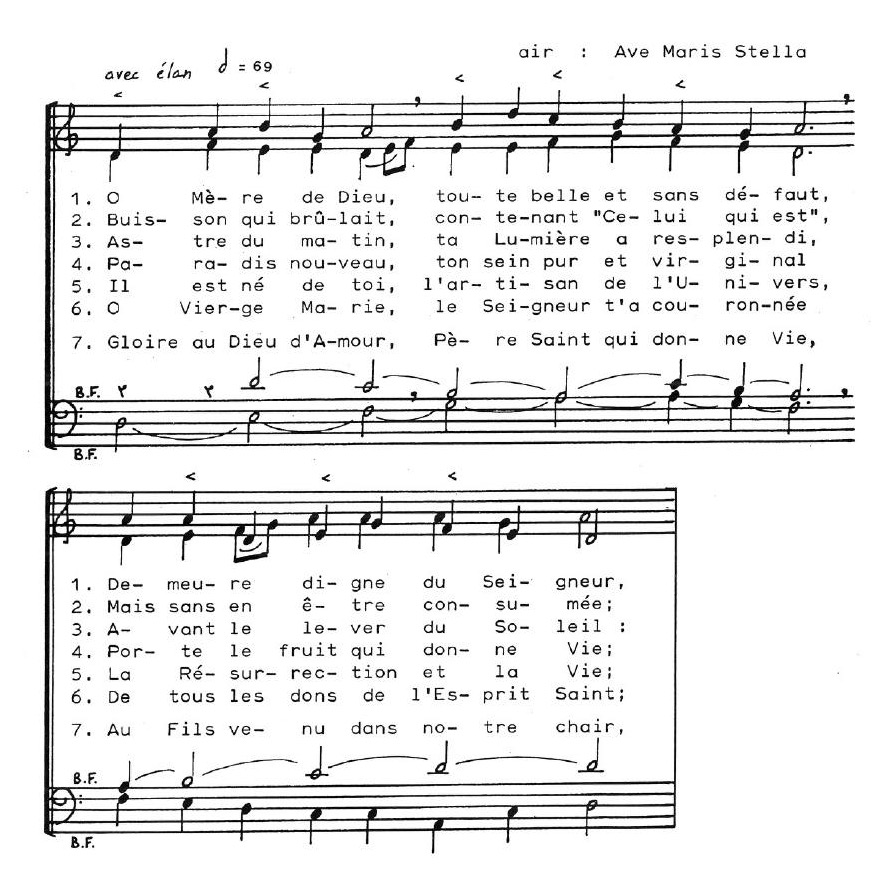 air : Ave Maris Stella
avec élan = 69
1. O Mè- re de Dieu, tou- te belle et sans dé- faut,
2. Buis- son qui brû-lait, con- te-nant "Ce- lui qui est",
3. As- tre du ma- tin, ta Lu-mière a res- plen- di,
4. Pa- ra- dis nou-veau, ton sein pur et vir- gi- nal
5. Il est né de toi, l'ar- ti- san de l'U- ni- vers,
6. O Vier-ge Ma- rie, le Sei-gneur t'a cou- ron-née
7. Gloire au Dieu d'A-mour, Pè- re Saint qui don- ne Vie,
B.F.
B.F.
1. De- meu- re di- gne du Sei- gneur,
2. Mais sans en ê- tre con- su- mée;
3. A- vant le le- ver du So- leil :
4. Por- te le fruit qui don- ne Vie;
5. La Ré- sur- rec- tion et la Vie;
6. De tous les dons de l'Es- prit Saint;
7. Au Fils ve- nu dans no- tre chair,
B.F.
B.F.